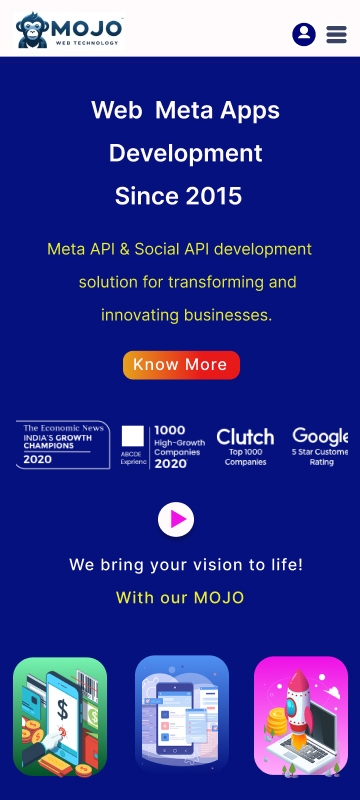 MOJO
WEB TECHNOLOGY
Web Meta Apps
Development
Since 2015
Meta API & Social API development
solution for transforming and
innovating businesses.
Know More
The Economic News
INDIA'S GROWTH
CHAMPIONS
2020
ABCCE
Exprienc
1000
High-Growth
Companies
2020
Clutch
Top 1000
Companies
Google
5 Star Custome
Rating
We bring your vision to life!
With our MOJO
$